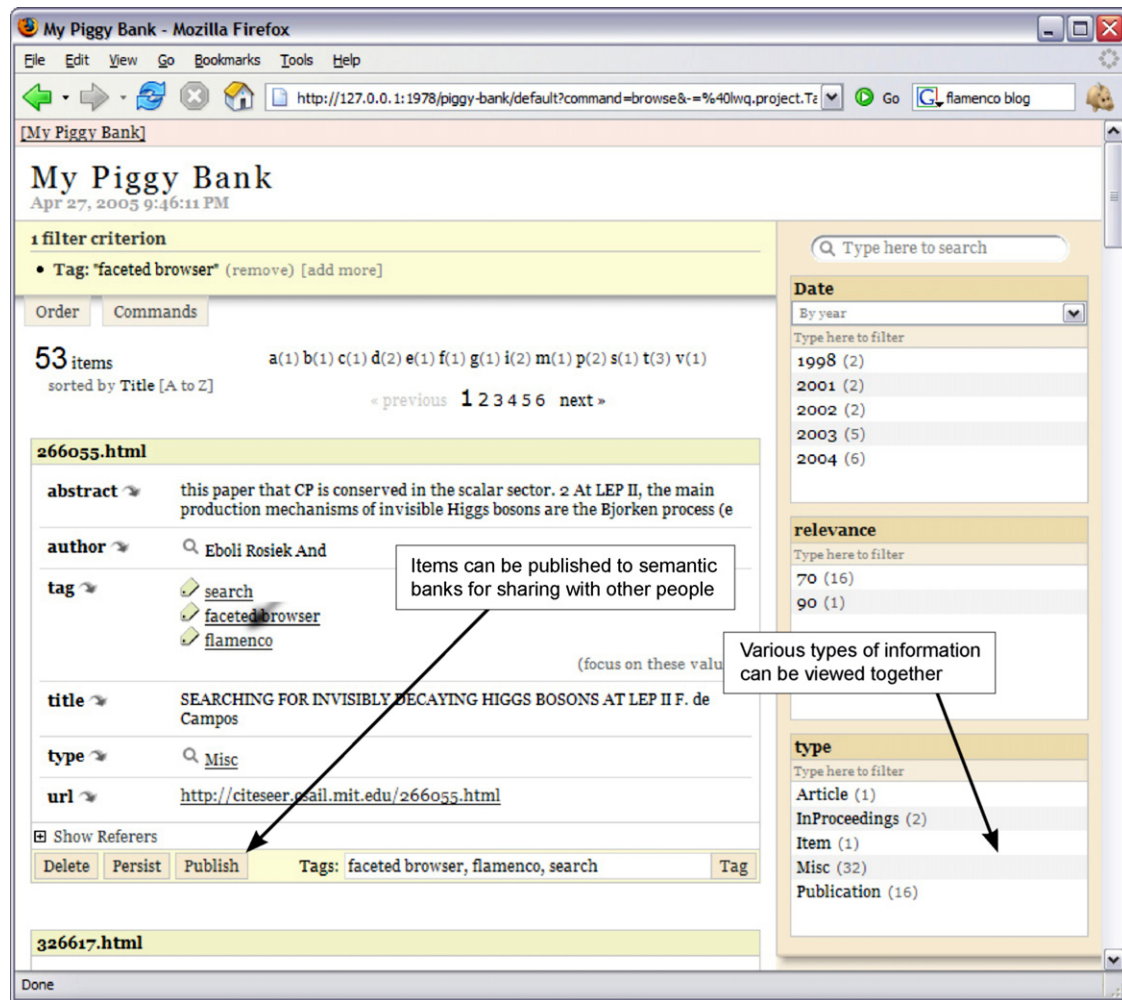 My Piggy Bank - Mozilla Firefox
File Edit View Go Bookmarks Tools Help
http://127.0.0.1:1978/piggy-bank/default?command=browse&-=%40lwq.project.Ta Go G flamenco blog
[My Piggy Bank]
My Piggy Bank
Apr 27, 2005 9:46:11 PM
1 filter criterion
• Tag: "faceted browser" (remove) [add more]
Order Commands
53 items
sorted by Title [A to Z]
a(1) b(1) c(1) d(2) e(1) f(1) g(1) i(2) m(1) p(2) s(1) t(3) v(1)
« previous 1 2 3 4 5 6 next »
266055.html
abstract this paper that CP is conserved in the scalar sector. 2 At LEP II, the main
production mechanisms of invisible Higgs bosons are the Bjorken process (e
author Eboli Rosiek And
tag search
faceted browser
flamenco
(focus on these valu
title SEARCHING FOR INVISIBLY DECAYING HIGGS BOSONS AT LEP II F. de
Campos
type Misc
url http://citeseer.csail.mit.edu/266055.html
Show Referers
Delete Persist Publish Tags: faceted browser, flamenco, search Tag
326617.html
Items can be published to semantic
banks for sharing with other people
Type here to search
Date
By year
Type here to filter
1998 (2)
2001 (2)
2002 (2)
2003 (5)
2004 (6)
relevance
Type here to filter
70 (16)
90 (1)
Various types of information
can be viewed together
type
Type here to filter
Article (1)
InProceedings (2)
Item (1)
Misc (32)
Publication (16)
Done